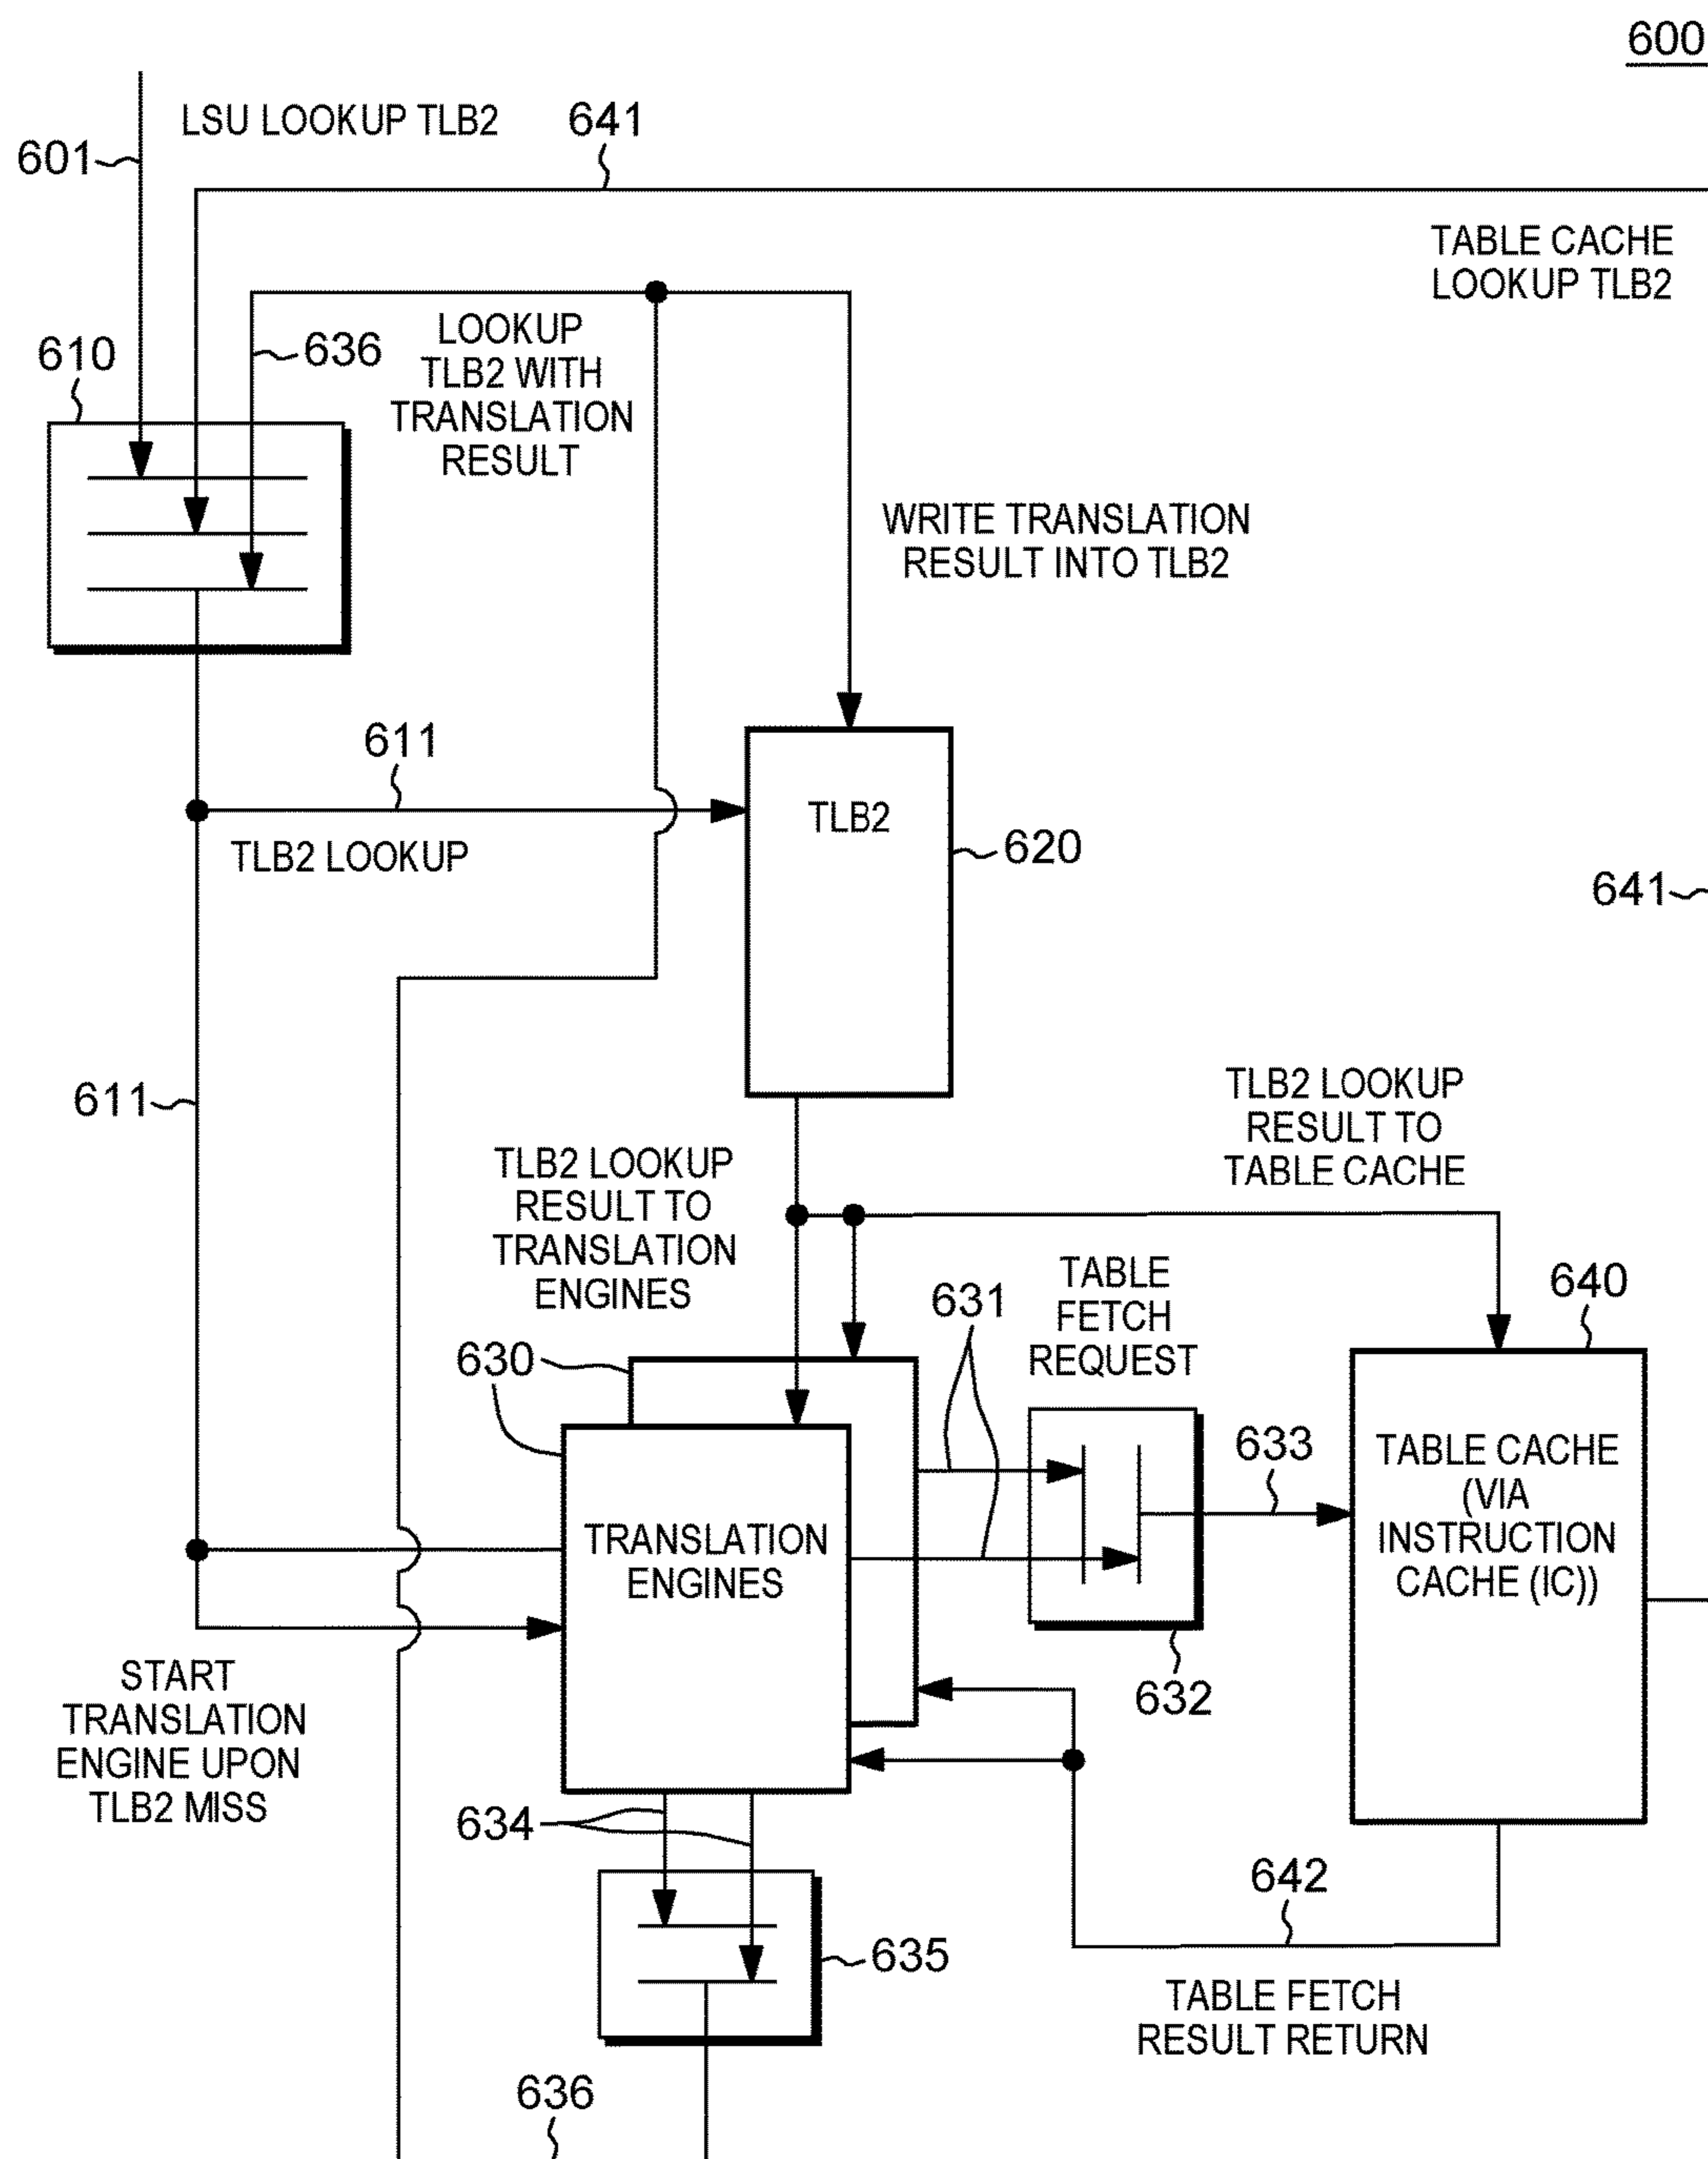 600
LSU LOOKUP TLB2
641
601
TABLE CACHE
LOOKUP TLB2
LOOKUP
TLB2 WITH
TRANSLATION
RESULT
636
610
WRITE TRANSLATION
RESULT INTO TLB2
611
TLB2
TLB2 LOOKUP
620
641
611
TLB2 LOOKUP
RESULT TO
TABLE CACHE
TLB2 LOOKUP
RESULT TO
TRANSLATION
ENGINES
TABLE
FETCH
REQUEST
631
640
630
633
TABLE CACHE
(VIA
INSTRUCTION
CACHE (IC))
TRANSLATION
ENGINES
START
TRANSLATION
ENGINE UPON
TLB2 MISS
632
634
642
635
TABLE FETCH
RESULT RETURN
636